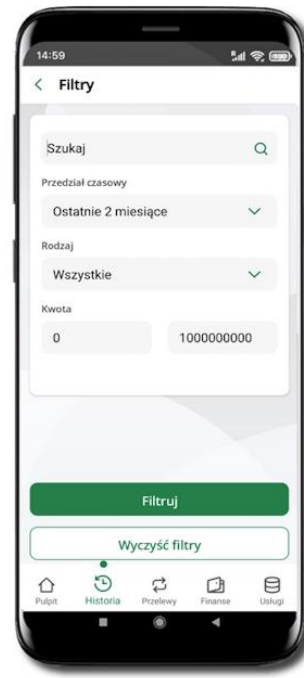 14:59
Filtry
Szukaj
Przedział czasowy
Ostatnie 2 miesiące
Rodzaj
Wszystkie
Kwota
0 1000000000
Filtruj
Wyczyść filtry
Pulpit Historia Przelewy Finanse Usługi